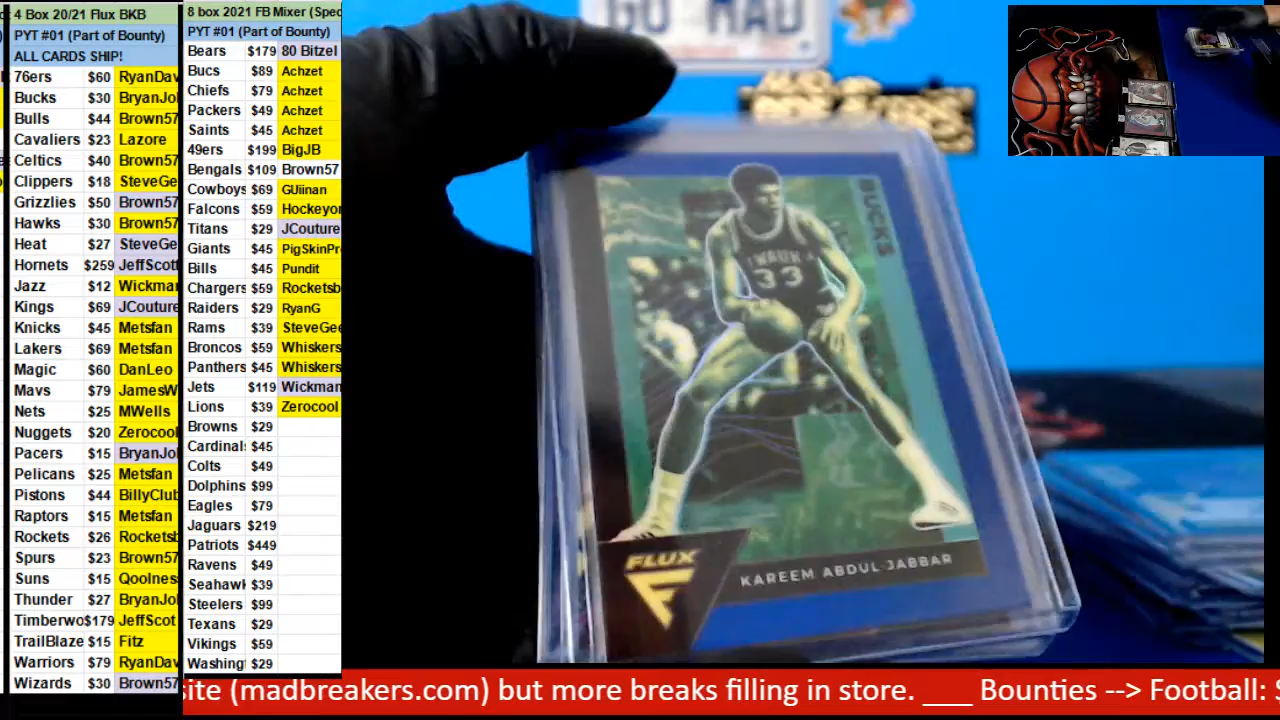 4 Box 20/21 Flux BKB
PYT #01 (Part of Bounty)
ALL CARDS SHIP!
76ers $60 RyanDav
Bucks $30 BryanJol
Bulls $44 Brown57
Cavaliers $23 Lazore
Celtics $40 Brown57
Clippers $18 SteveGe
Grizzlies $50 Brown57
Hawks $30 Brown57
Heat $27 SteveGe
Hornets $259 JeffScott
Jazz $12 Wickmar
Kings $69 JCouture
Knicks $45 Metsfan
Lakers $69 Metsfan
Magic $60 DanLeo
Mavs $79 JamesW
Nets $25 MWells
Nuggets $20 Zerocool
Pacers $15 BryanJol
Pelicans $25 Metsfan
Pistons $44 BillyClub
Raptors $15 Metsfan
Rockets $26 Rocketsb
Spurs $23 Brown57
Suns $15 Qoolnes
Thunder $27 BryanJol
Timberwo $179 JeffScot
TrailBlaze $15 Fitz
Warriors $79 RyanDav
Wizards $30 Brown57
8 box 2021 FB Mixer (Spec
PYT #01 (Part of Bounty)
Bears $179 80 Bitzel
Bucs $89 Achzet
Chiefs $79 Achzet
Packers $49 Achzet
Saints $45 Achzet
49ers $199 BigJB
Bengals $109 Brown57
Cowboys $69 GUiinan
Falcons $59 Hockeyor
Titans $29 JCouture
Giants $45 PigSkinPr
Bills $45 Pundit
Chargers $59 Rocketsb
Raiders $29 RyanG
Rams $39 SteveGee
Broncos $59 Whiskers
Panthers $45 Whiskers
Jets $119 Wickman
Lions $39 Zerocool
Browns $29
Cardinals $45
Colts $49
Dolphins $99
Eagles $79
Jaguars $219
Patriots $449
Ravens $49
Seahawk $39
Steelers $99
Texans $29
Vikings $59
Washing $29
GO MAD
BUCKS
33
FLUX
KAREEM ABDUL-JABBAR
site (madbreakers.com) but more breaks filling in store. ___ Bounties --> Football: S